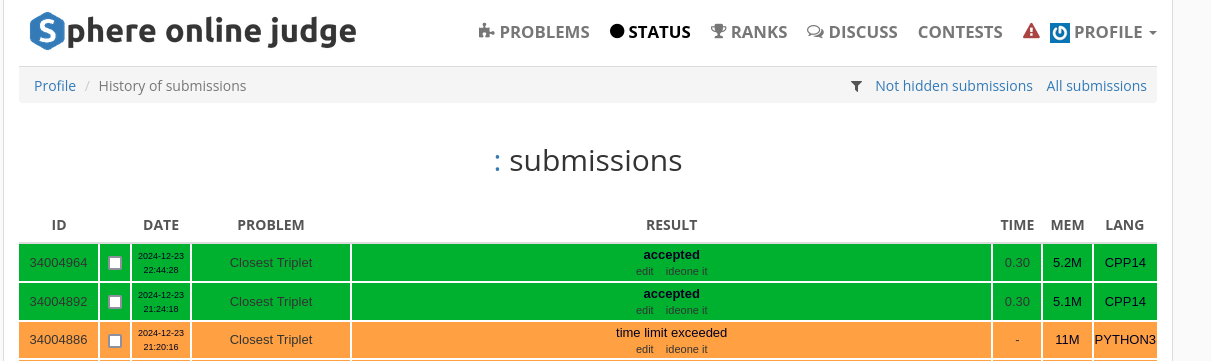 Sphere online judge
PROBLEMS STATUS RANKS DISCUSS CONTESTS PROFILE
Profile / History of submissions Not hidden submissions All submissions
: submissions
ID DATE PROBLEM RESULT TIME MEM LANG
34004964 2024-12-23 22:44:28 Closest Triplet accepted edit ideone it 0.30 5.2M CPP14
34004892 2024-12-23 21:24:18 Closest Triplet accepted edit ideone it 0.30 5.1M CPP14
34004886 2024-12-23 21:20:16 Closest Triplet time limit exceeded edit ideone it - 11M PYTHON3